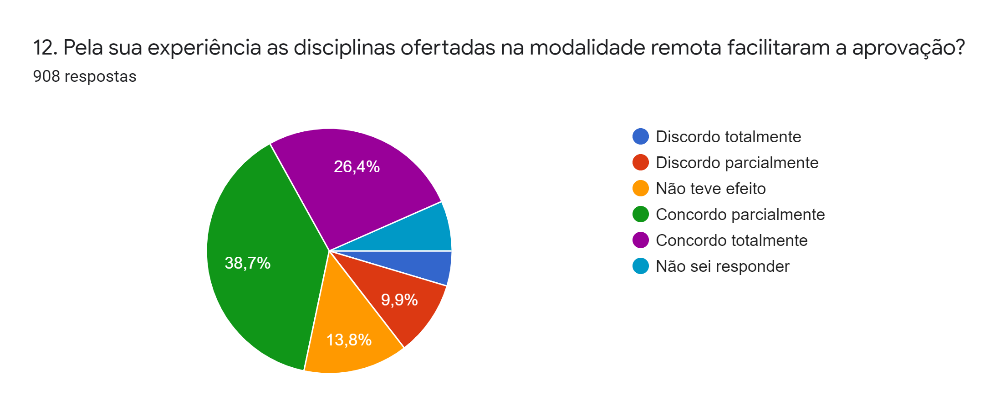 12. Pela sua experiência as disciplinas ofertadas na modalidade remota facilitaram a aprovação?
908 respostas
26,4%
38,7%
9,9%
13,8%
Discordo totalmente
Discordo parcialmente
Não teve efeito
Concordo parcialmente
Concordo totalmente
Não sei responder